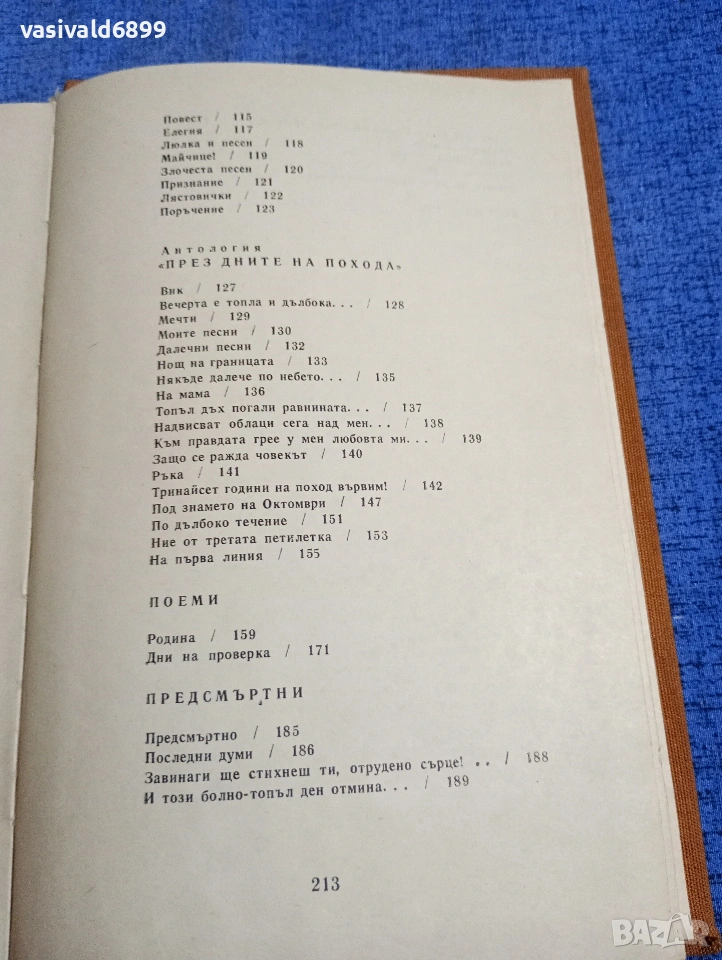 vasivald6899
Повест / 115
Елегия / 117
Люлка и песен / 118
Майчице! / 119
Злочеста песен / 120
Признание / 121
Лястовички / 122
Поръчение / 123
Антология
«ПРЕЗ ДНИТЕ НА ПОХОДА»
Вик / 127
Вечерта е топла и дълбока... / 128
Мечти / 129
Моите песни / 130
Далечни песни / 132
Нощ на границата / 133
Някъде далече по небето... / 135
На мама / 136
Топъл дъх погали равнината... / 137
Надвисват облаци сега над мен... / 138
Към правдата грее у мен любовта ми... / 139
Защо се ражда човекът / 140
Ръка / 141
Тринайсет години на поход вървим! / 142
Под знамето на Октомври / 147
По дълбоко течение / 151
Ние от третата петилетка / 153
На първа линия / 155
ПОЕМИ
Родина / 159
Дни на проверка / 171
ПРЕДСМЪРТНИ
Предсмъртно / 185
Последни думи / 186
Завинаги ще стихнеш ти, отрудено сърце! .. / 188
И този болно-топъл ден отмина... / 189
213
BAZAR